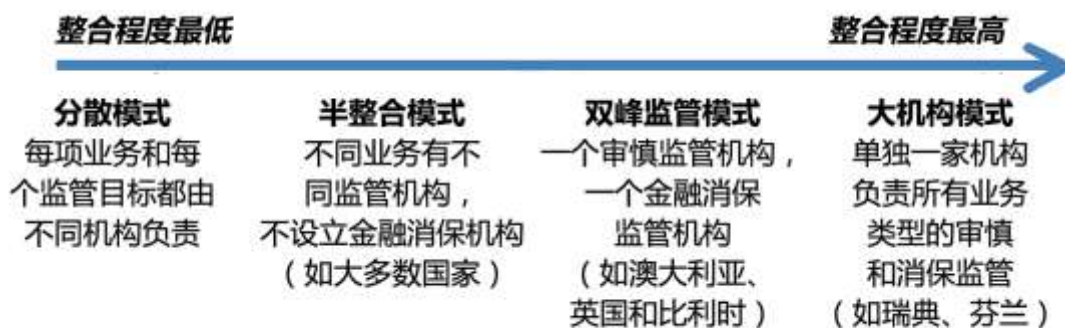 整合程度最低
整合程度最高
分散模式
每项业务和每
个监管目标都由
不同机构负责
半整合模式
不同业务有不
同监管机构，
不设立金融消保机构
（如大多数国家）
双峰监管模式
一个审慎监管机构，
一个金融消保
监管机构
（如澳大利亚、
英国和比利时）
大机构模式
单独一家机构
负责所有业务
类型的审慎
和消保监管
（如瑞典、芬兰）